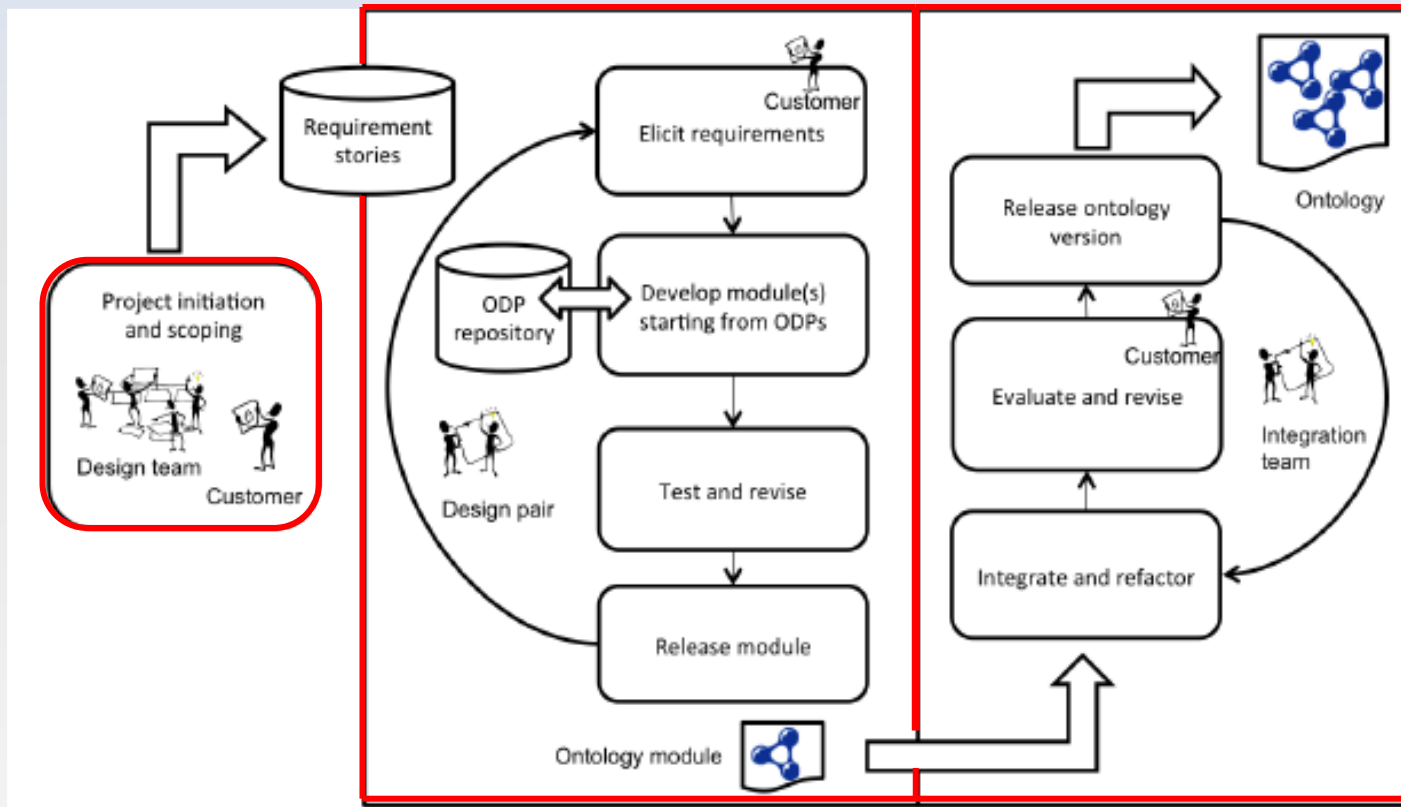 Project initiation
and scoping
Design team
Customer
Requirement
stories
Customer
Elicit requirements
ODP
repository
Develop module(s)
starting from ODPs
Design pair
Test and revise
Release module
Ontology module
Ontology
Release ontology
version
Customer
Evaluate and revise
Integration
team
Integrate and refactor